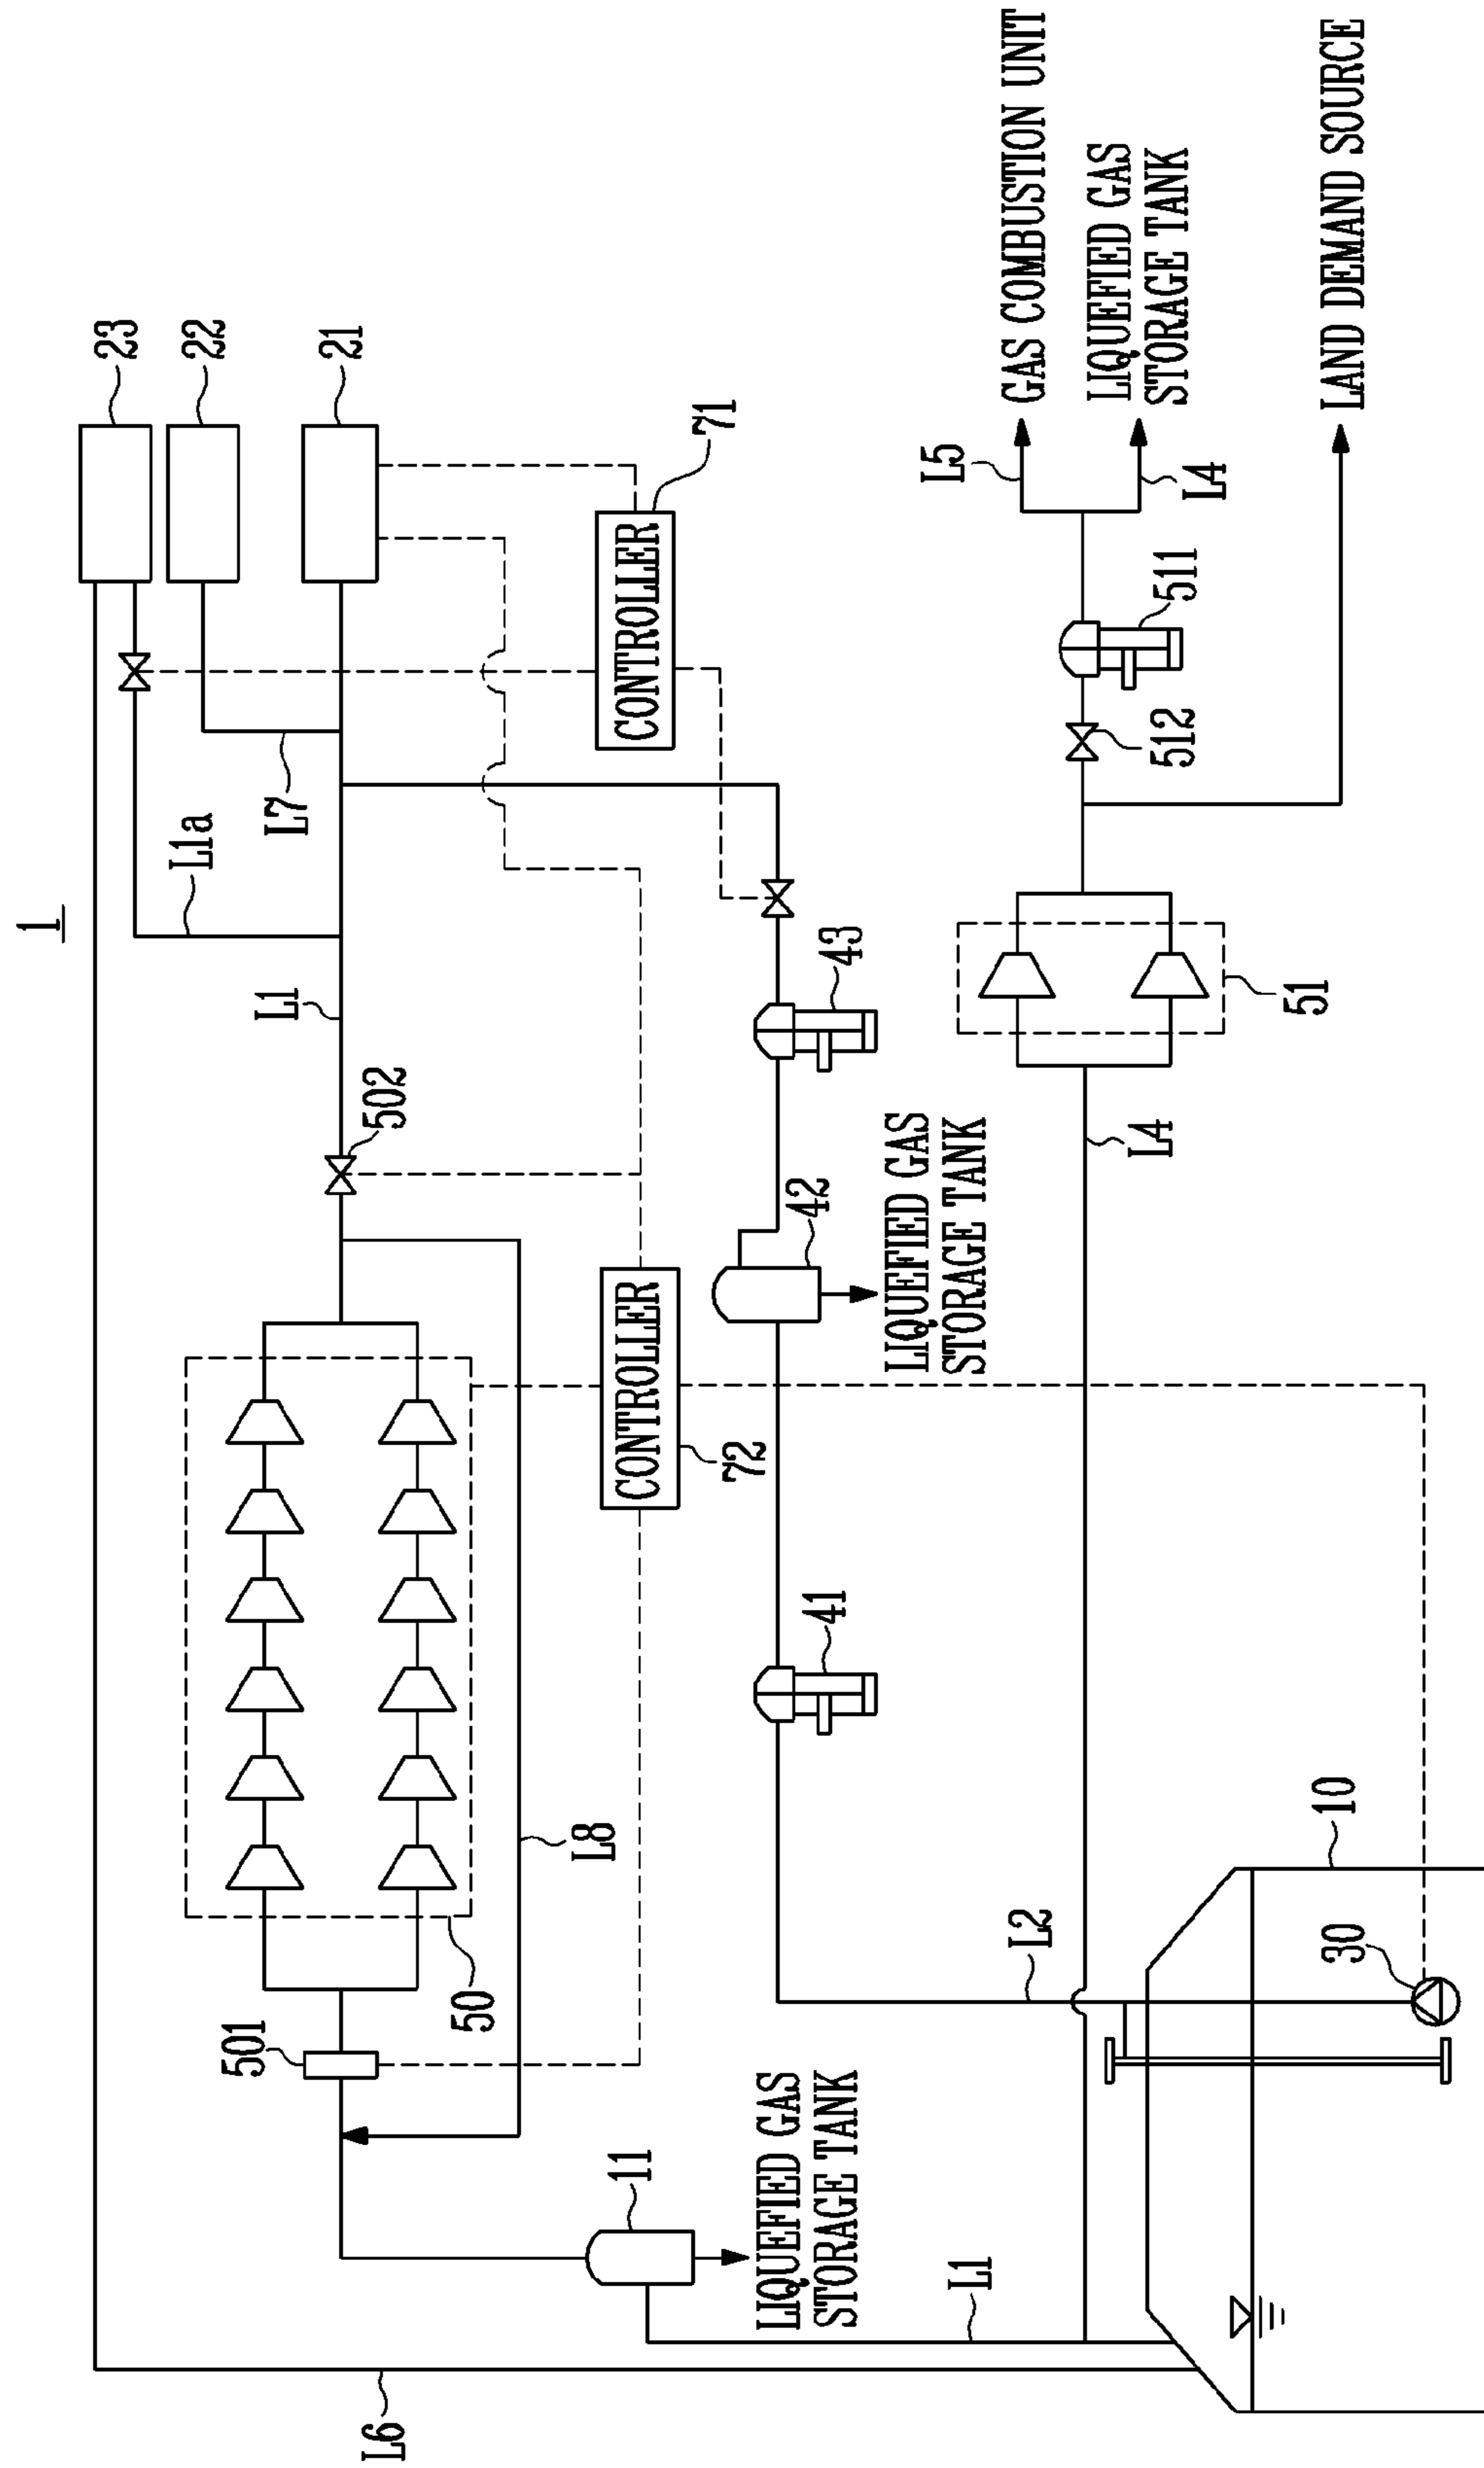 1
23
22
21
L1a
L7
L1
502
71
CONTROLLER
L5
GAS COMBUSTION UNIT
LIQUEFIED GAS
STORAGE TANK
L4
511
512
LAND DEMAND SOURCE
43
51
42
LIQUEFIED GAS
STORAGE TANK
L4
CONTROLLER
72
41
L8
50
501
L2
10
30
11
LIQUEFIED GAS
STORAGE TANK
L1
L6